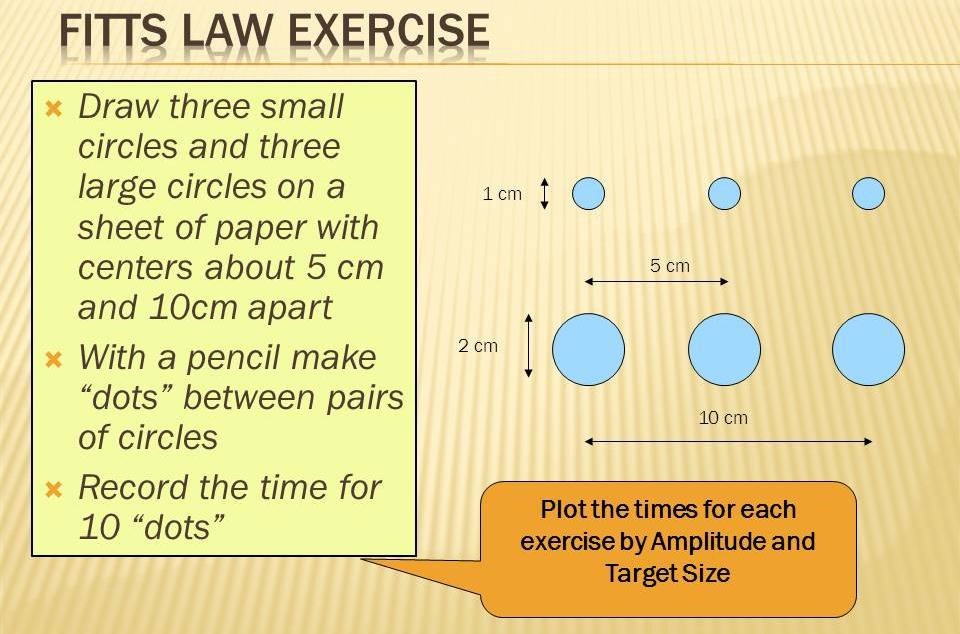 FITTS LAW EXERCISE
Draw three small
circles and three
large circles on a
sheet of paper with
centers about 5 cm
and 10cm apart
With a pencil make
“dots” between pairs
of circles
Record the time for
10 “dots”
1 cm
5 cm
2 cm
10 cm
Plot the times for each
exercise by Amplitude and
Target Size